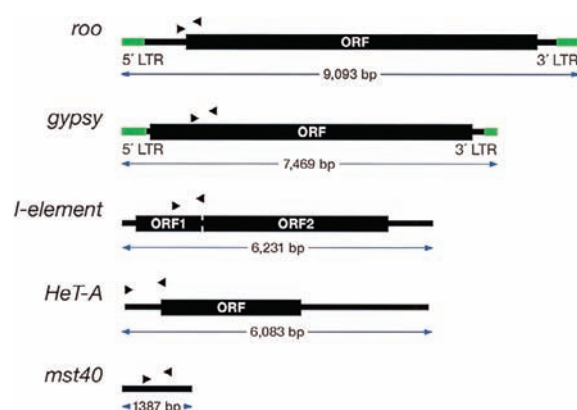 roo
ORF
5´ LTR 3´ LTR
9,093 bp
gypsy
ORF
5´ LTR 3´ LTR
7,469 bp
I-element
ORF1 ORF2
6,231 bp
HeT-A
ORF
6,083 bp
mst40
1387 bp